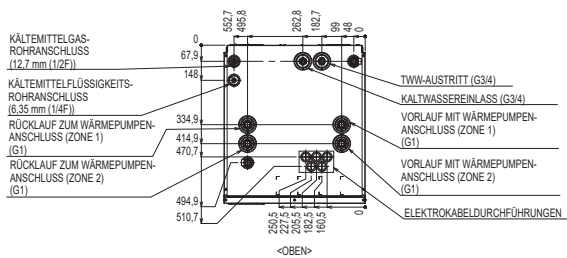 552,7
495,8
262,8
182,7
99
48
0
0
67,9
148
334,9
414,9
470,7
494,9
510,7
KÄLTEMITTELGAS-
ROHRANSCHLUSS
(12,7 mm (1/2F))
KÄLTEMITTELFLÜSSIGKEITS-
ROHRANSCHLUSS
(6,35 mm (1/4F))
RÜCKLAUF ZUM WÄRMEPUMPEN-
ANSCHLUSS (ZONE 1)
(G1)
RÜCKLAUF ZUM WÄRMEPUMPEN-
ANSCHLUSS (ZONE 2)
(G1)
TWW-AUSTRITT (G3/4)
KALTWASSEREINLASS (G3/4)
VORLAUF MIT WÄRMEPUMPEN-
ANSCHLUSS (ZONE 1)
(G1)
VORLAUF MIT WÄRMEPUMPEN-
ANSCHLUSS (ZONE 2)
(G1)
ELEKTROKABELDURCHFÜHRUNGEN
250,5
227,5
205,5
182,5
160,5
0
<OBEN>